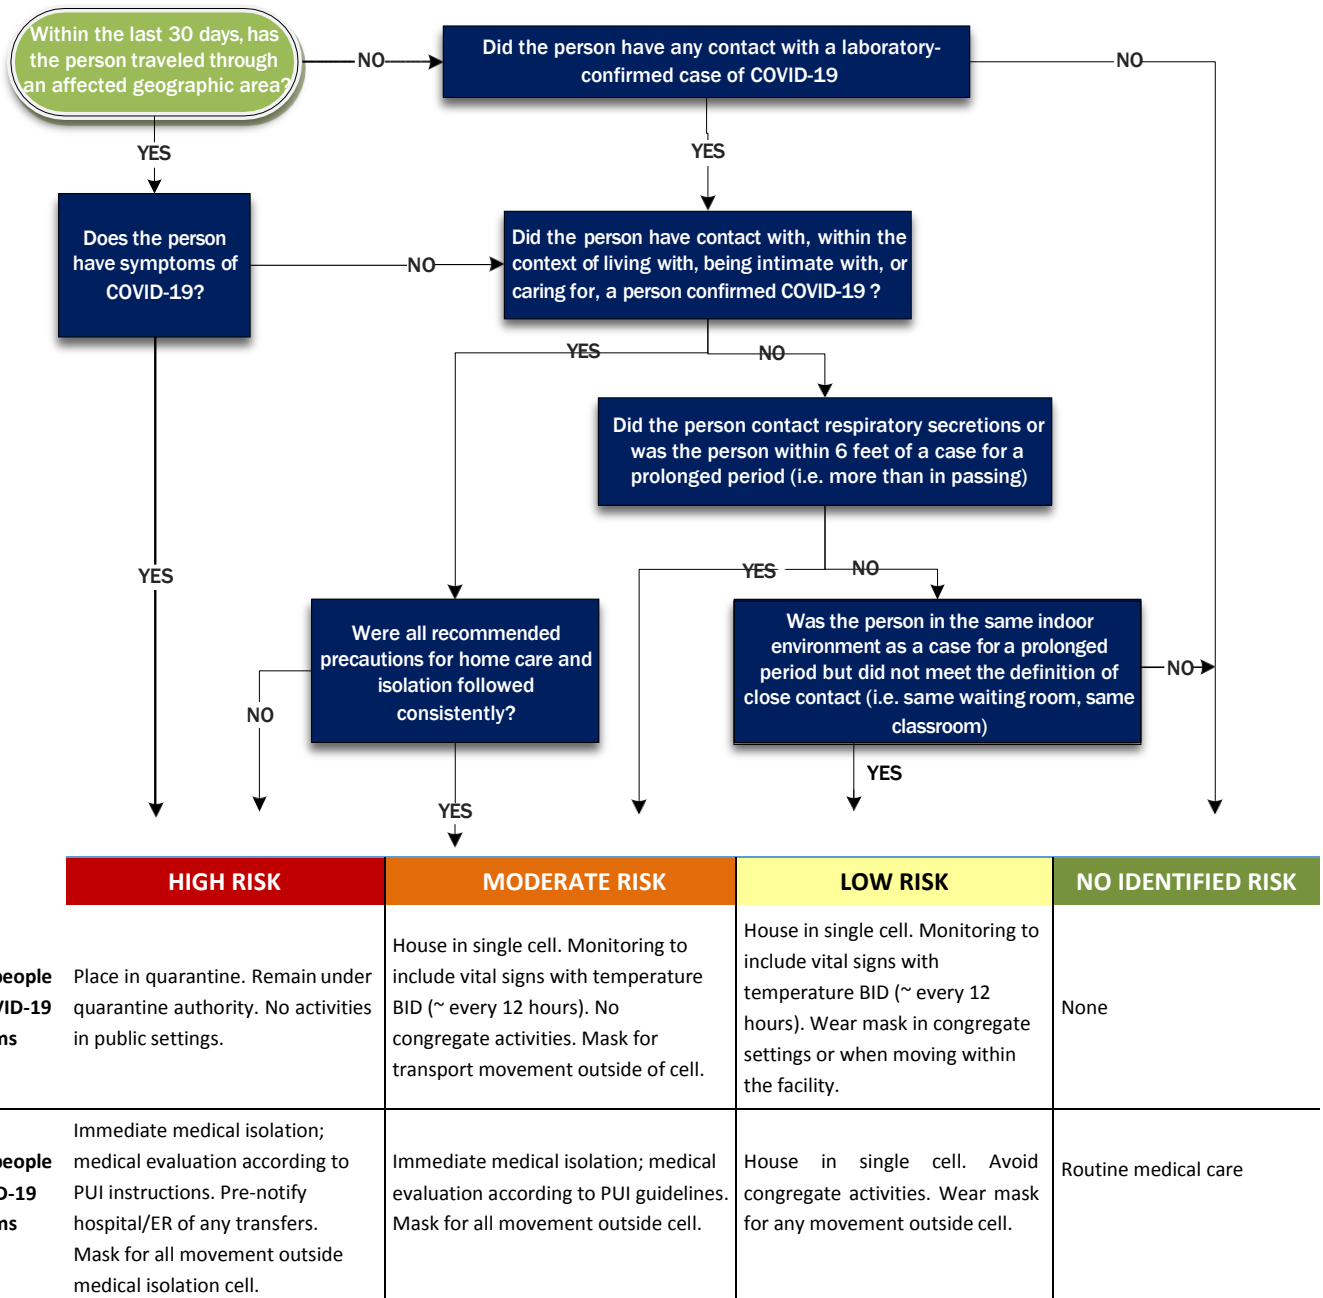 Within the last 30 days, has
the person traveled through
an affected geographic area?
NO
Did the person have any contact with a laboratory-
confirmed case of COVID-19
NO
YES
YES
Does the person
have symptoms of
COVID-19?
NO
Did the person have contact with, within the
context of living with, being intimate with, or
caring for, a person confirmed COVID-19 ?
YES
NO
Did the person contact respiratory secretions or
was the person within 6 feet of a case for a
prolonged period (i.e. more than in passing)
YES
YES
NO
Were all recommended
precautions for home care and
isolation followed
consistently?
Was the person in the same indoor
environment as a case for a prolonged
period but did not meet the definition of
close contact (i.e. same waiting room, same
classroom)
NO
NO
YES
YES
HIGH RISK
MODERATE RISK
LOW RISK
NO IDENTIFIED RISK
people
VID-19
ms
Place in quarantine. Remain under
quarantine authority. No activities
in public settings.
House in single cell. Monitoring to
include vital signs with temperature
BID (~ every 12 hours). No
congregate activities. Mask for
transport movement outside of cell.
House in single cell. Monitoring to
include vital signs with
temperature BID (~ every 12
hours). Wear mask in congregate
settings or when moving within
the facility.
None
people
D-19
ms
Immediate medical isolation;
medical evaluation according to
PUI instructions. Pre-notify
hospital/ER of any transfers.
Mask for all movement outside
medical isolation cell.
Immediate medical isolation; medical
evaluation according to PUI guidelines.
Mask for all movement outside cell.
House in single cell. Avoid
congregate activities. Wear mask
for any movement outside cell.
Routine medical care